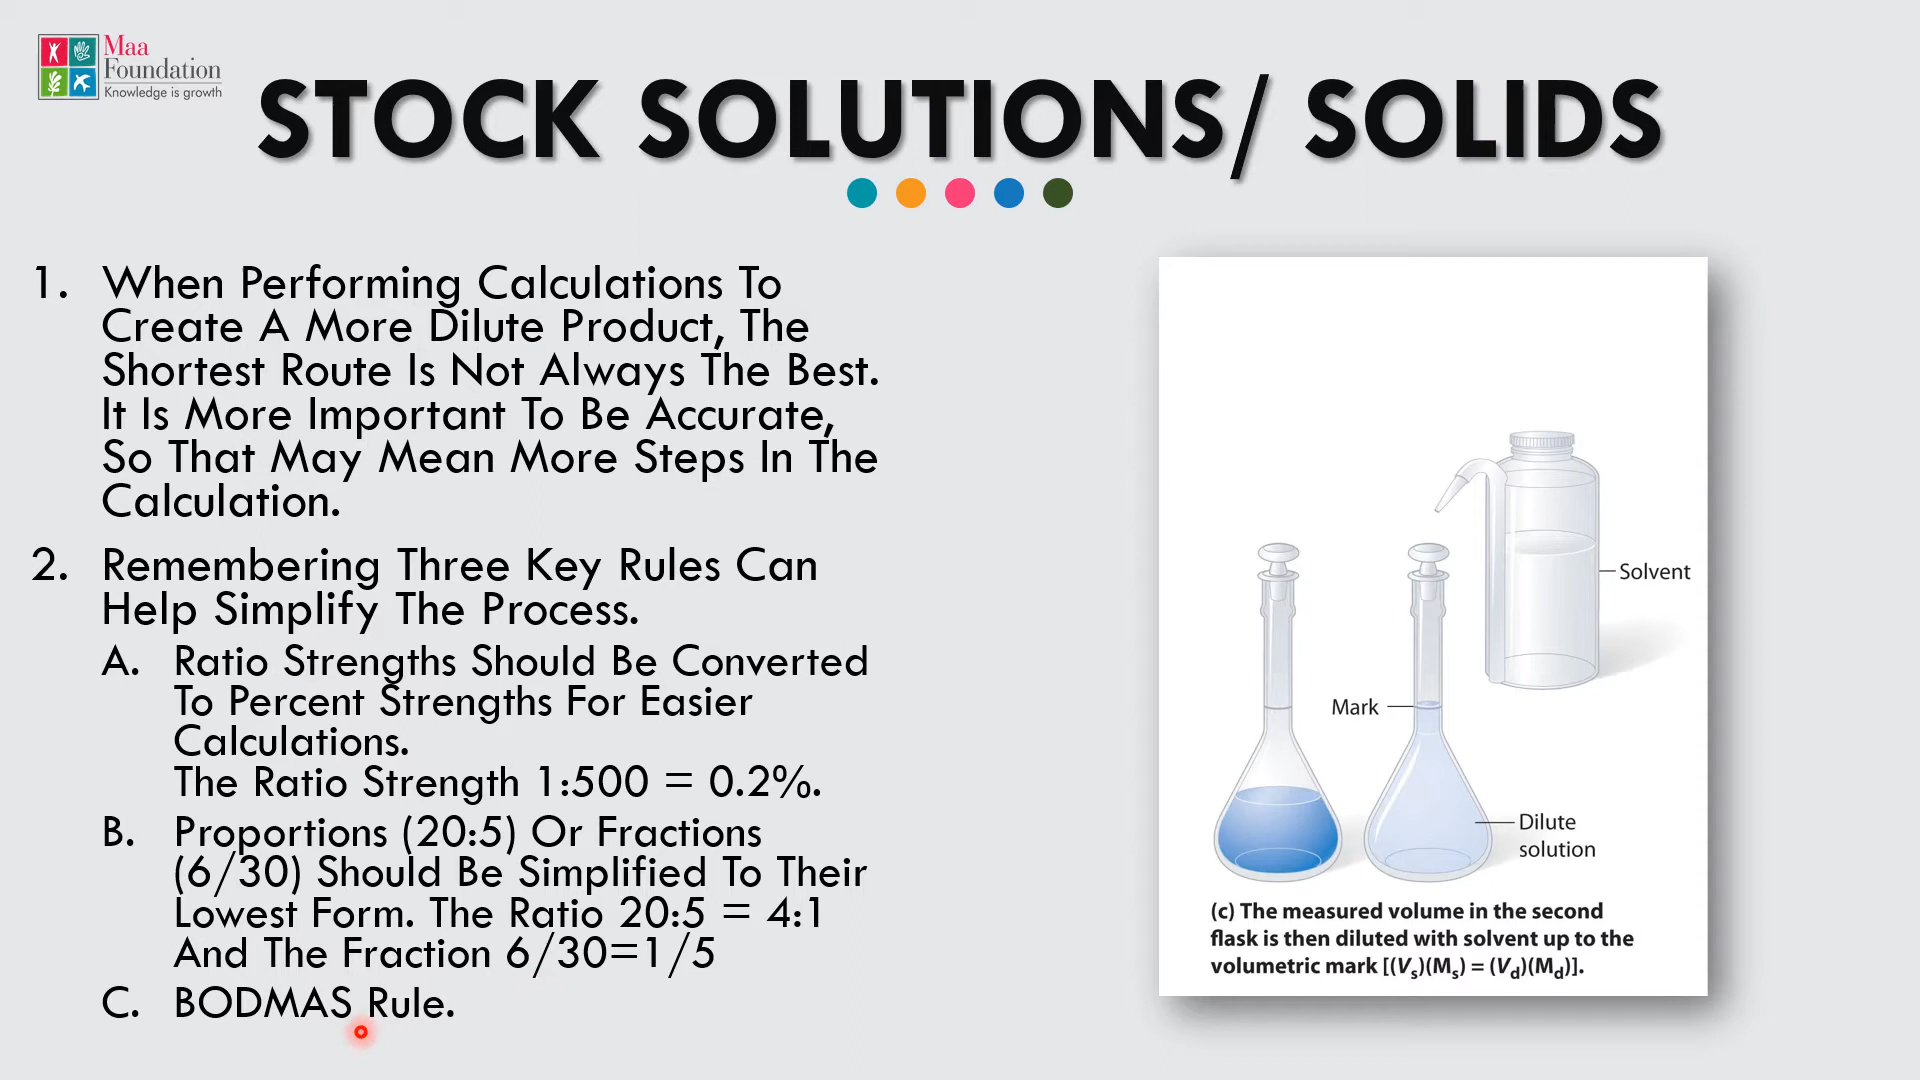 Maa
Foundation
Knowledge is growth
STOCK SOLUTIONS/ SOLIDS
1. When Performing Calculations To
Create A More Dilute Product, The
Shortest Route Is Not Always The Best.
It Is More Important To Be Accurate,
So That May Mean More Steps In The
Calculation.
2. Remembering Three Key Rules Can
Help Simplify The Process.
A. Ratio Strengths Should Be Converted
To Percent Strengths For Easier
Calculations.
The Ratio Strength 1:500 = 0.2%.
B. Proportions (20:5) Or Fractions
(6/30) Should Be Simplified To Their
Lowest Form. The Ratio 20:5 = 4:1
And The Fraction 6/30=1/5
C. BODMAS Rule.
Solvent
Mark
Dilute
solution
(c) The measured volume in the second
flask is then diluted with solvent up to the
volumetric mark [(Vs)(Ms) = (Vd)(Md)].